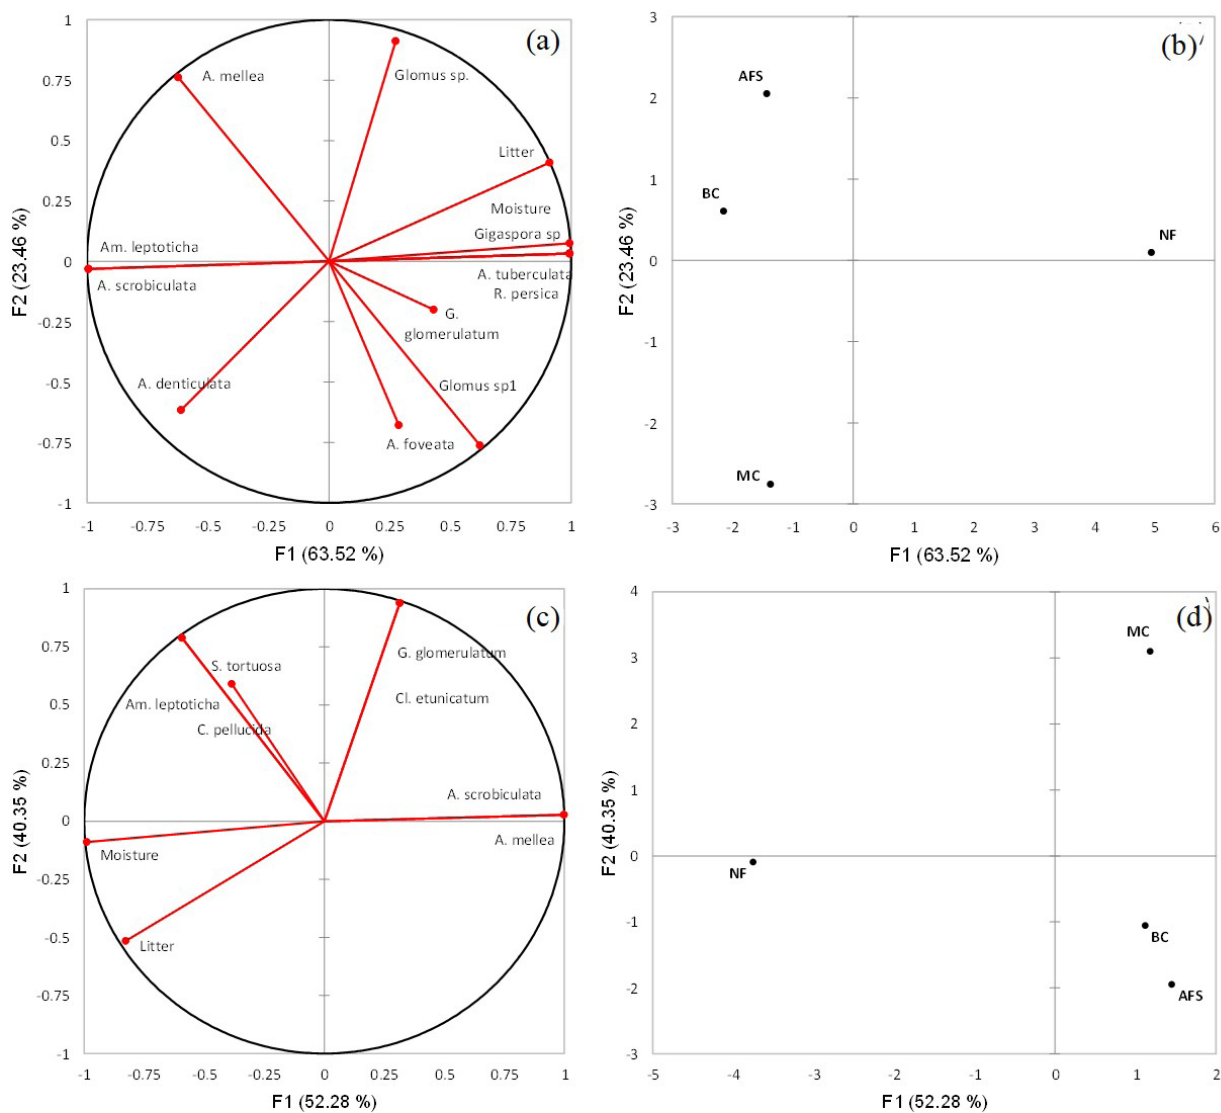 (a)
1
0.75
0.5
0.25
0
-0.25
-0.5
-0.75
-1
F2 (23.46 %)
A. mellea
Glomus sp.
Litter
Moisture
Gigaspora sp
Am. leptoticha
A. scrobiculata
A. tuberculata
R. persica
G.
glomerulatum
A. denticulata
Glomus sp1
A. foveata
-1 -0.75 -0.5 -0.25 0 0.25 0.5 0.75 1
F1 (63.52 %)
(b)
3
2
1
0
-1
-2
-3
F2 (23.46 %)
AFS
BC
NF
MC
-3 -2 -1 0 1 2 3 4 5 6
F1 (63.52 %)
(c)
1
0.75
0.5
0.25
0
-0.25
-0.5
-0.75
-1
F2 (40.35 %)
S. tortuosa
G. glomerulatum
Am. leptoticha
Cl. etunicatum
C. pellucida
A. scrobiculata
A. mellea
Moisture
Litter
-1 -0.75 -0.5 -0.25 0 0.25 0.5 0.75 1
F1 (52.28 %)
(d)
4
3
2
1
0
-1
-2
-3
F2 (40.35 %)
MC
NF
BC
AFS
-5 -4 -3 -2 -1 0 1 2
F1 (52.28 %)